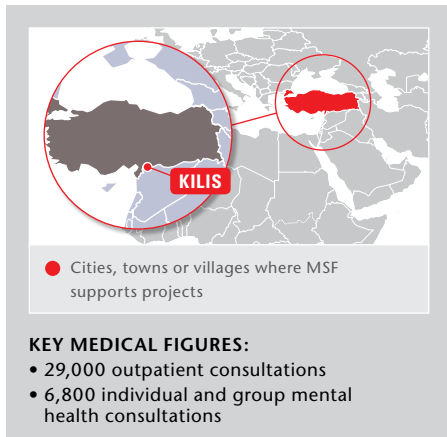 KILIS
Cities, towns or villages where MSF
supports projects
KEY MEDICAL FIGURES:
• 29,000 outpatient consultations
• 6,800 individual and group mental
health consultations